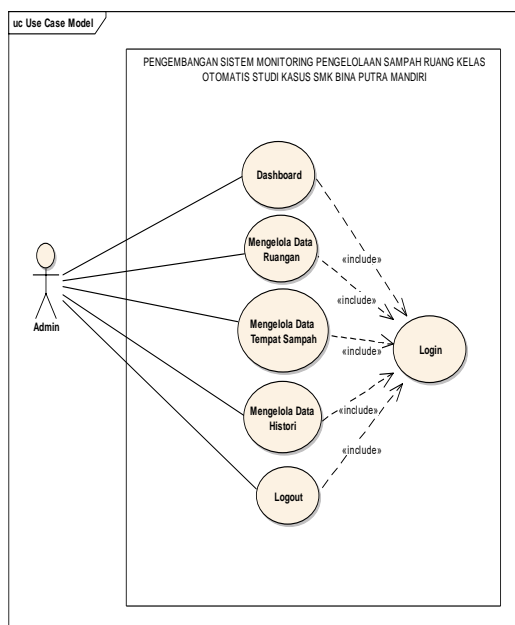 uc Use Case Model
PENGEMBANGAN SISTEM MONITORING PENGELOLAAN SAMPAH RUANG KELAS
OTOMATIS STUDI KASUS SMK BINA PUTRA MANDIRI
Dashboard
Mengelola Data
Ruangan
«include»
«include»
Admin
Mengelola Data
Tempat Sampah
«include»
Login
Mengelola Data
Histori
«include»
«include»
Logout